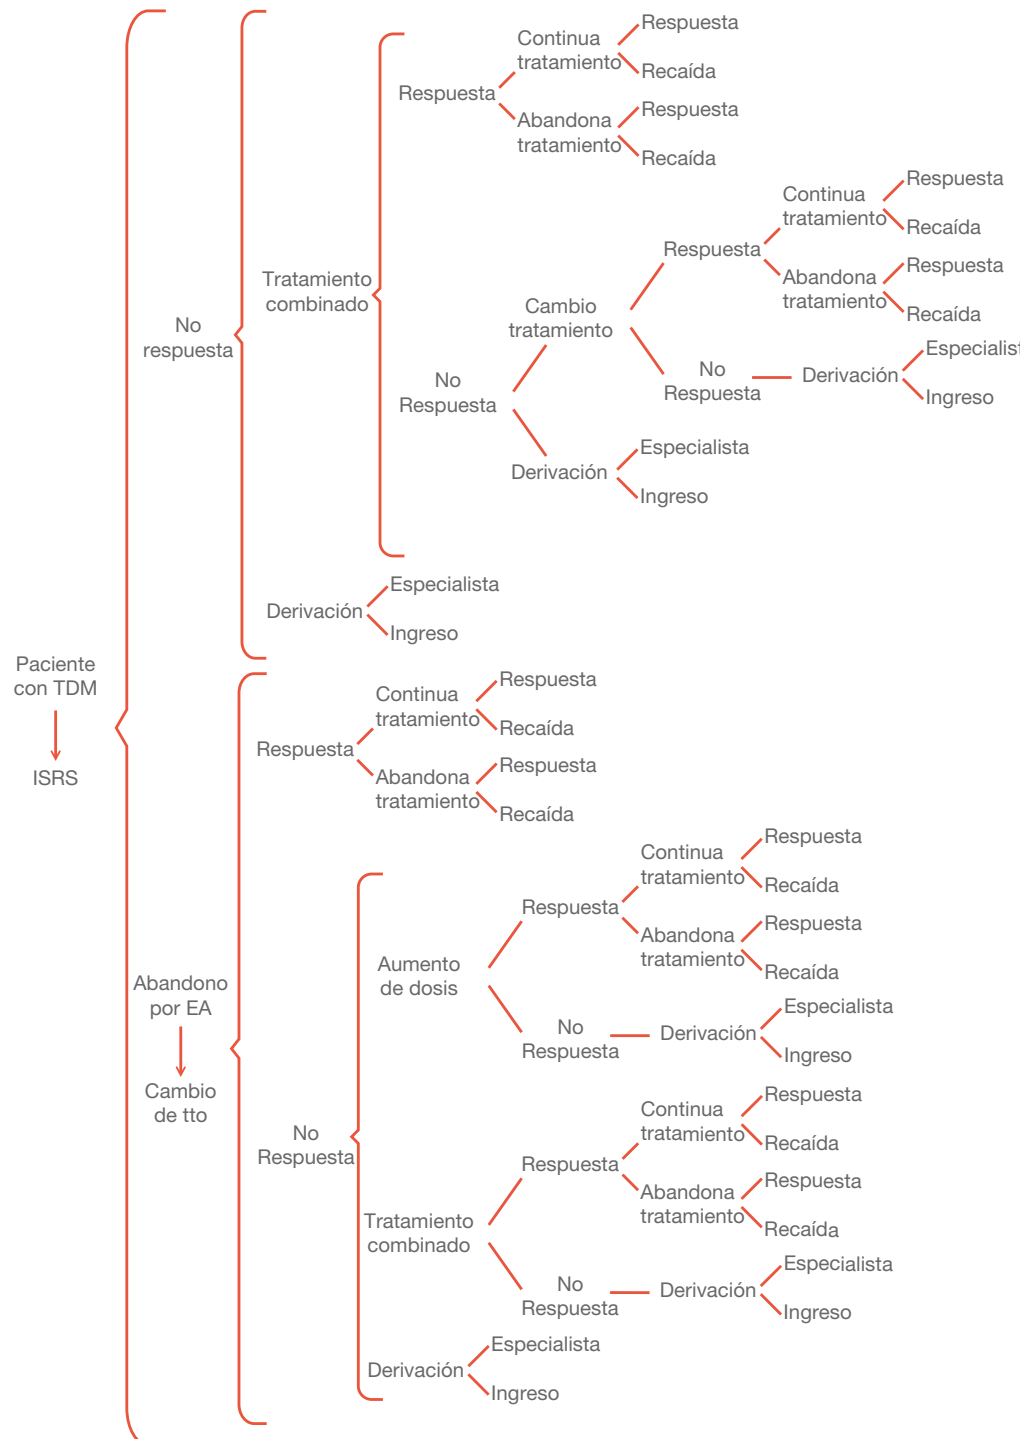 Respuesta
Continua
tratamiento
Recaída
Respuesta
Respuesta
Abandona
tratamiento
Recaída
Respuesta
Continua
tratamiento
Recaída
Respuesta
Respuesta
Abandona
tratamiento
Recaída
Tratamiento
combinado
Cambio
tratamiento
No
respuesta
Especialist
No
Respuesta
Derivación
Ingreso
No
Respuesta
Especialista
Derivación
Ingreso
Especialista
Derivación
Ingreso
Paciente
con TDM
ISRS
Respuesta
Continua
tratamiento
Recaída
Respuesta
Respuesta
Abandona
tratamiento
Recaída
Respuesta
Continua
tratamiento
Recaída
Respuesta
Respuesta
Abandona
tratamiento
Recaída
Aumento
de dosis
Abandono
por EA
Especialista
No
Respuesta
Derivación
Ingreso
Cambio
de tto
Respuesta
Continua
tratamiento
Recaída
No
Respuesta
Respuesta
Respuesta
Abandona
tratamiento
Recaída
Tratamiento
combinado
Especialista
No
Respuesta
Derivación
Ingreso
Especialista
Derivación
Ingreso